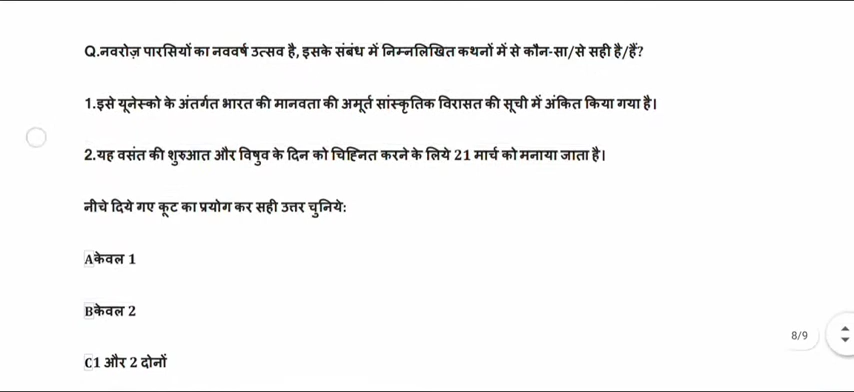 Q.नवरोज़ पारसियों का नववर्ष उत्सव है, इसके संबंध में निम्नलिखित कथनों में से कौन-सा/से सही है/हैं?
1.इसे यूनेस्को के अंतर्गत भारत की मानवता की अमूर्त सांस्कृतिक विरासत की सूची में अंकित किया गया है।
2.यह वसंत की शुरुआत और विषुव के दिन को चिह्नित करने के लिये 21 मार्च को मनाया जाता है।
नीचे दिये गए कूट का प्रयोग कर सही उत्तर चुनिये:
Aकेवल 1
Bकेवल 2
8/9
C1 और 2 दोनों